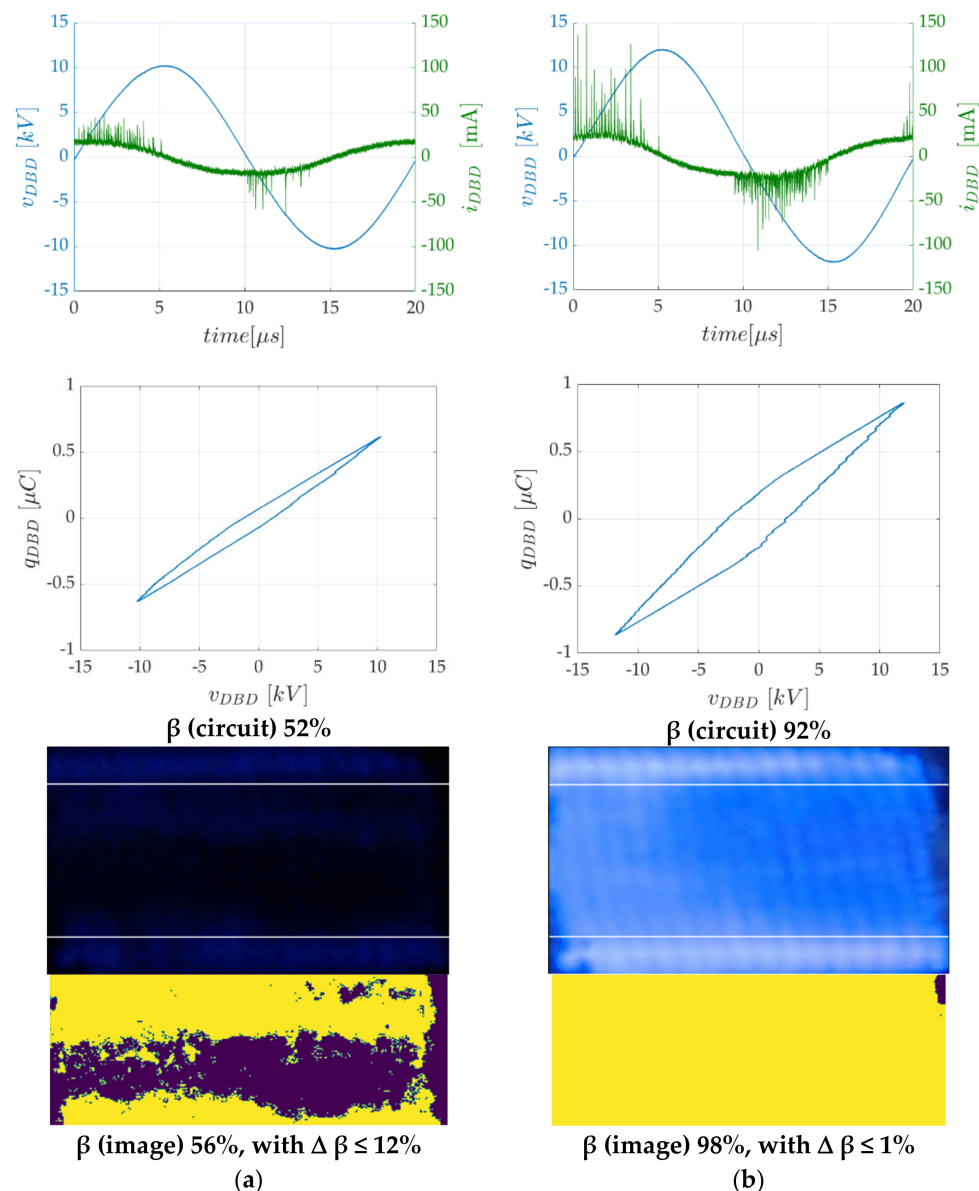 15
10
5
0
-5
-10
-15
v_DBD [kV]
150
100
50
0
-50
-100
-150
i_DBD [mA]
0 5 10 15 20
time[μs]
15
10
5
0
-5
-10
-15
v_DBD [kV]
150
100
50
0
-50
-100
-150
i_DBD [mA]
0 5 10 15 20
time[μs]
1
0.5
0
-0.5
-1
q_DBD [μC]
-15 -10 -5 0 5 10 15
v_DBD [kV]
β (circuit) 52%
1
0.5
0
-0.5
-1
q_DBD [μC]
-15 -10 -5 0 5 10 15
v_DBD [kV]
β (circuit) 92%
β (image) 56%, with Δ β ≤ 12%
(a)
β (image) 98%, with Δ β ≤ 1%
(b)